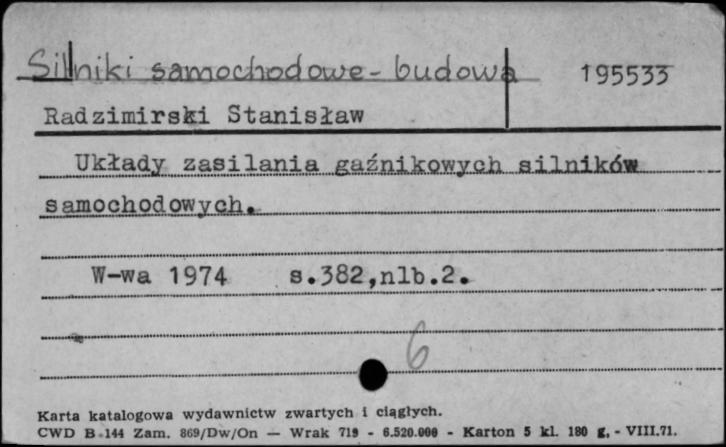 Silniki samochodowe - budowa 195533
Radzimirski Stanisław
Układy zasilania gaźnikowych silników
samochodowych.
W-wa 1974 s.382,nlb.2.
6
Karta katalogowa wydawnictw zwartych i ciągłych.
CWD B-144 Zam. 869/Dw/On — Wrak 719 - 6.520.000 - Karton 5 kl. 180 g. - VIII.71.